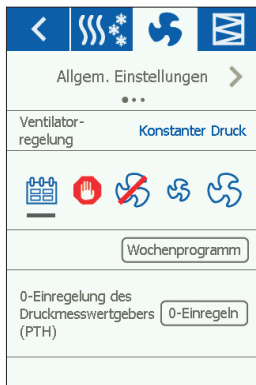 Allgem. Einstellungen
Ventilator-
regelung
Konstanter Druck
Wochenprogramm
0-Einregelung des
Druckmesswertgebers
(PTH)
0-Einregeln